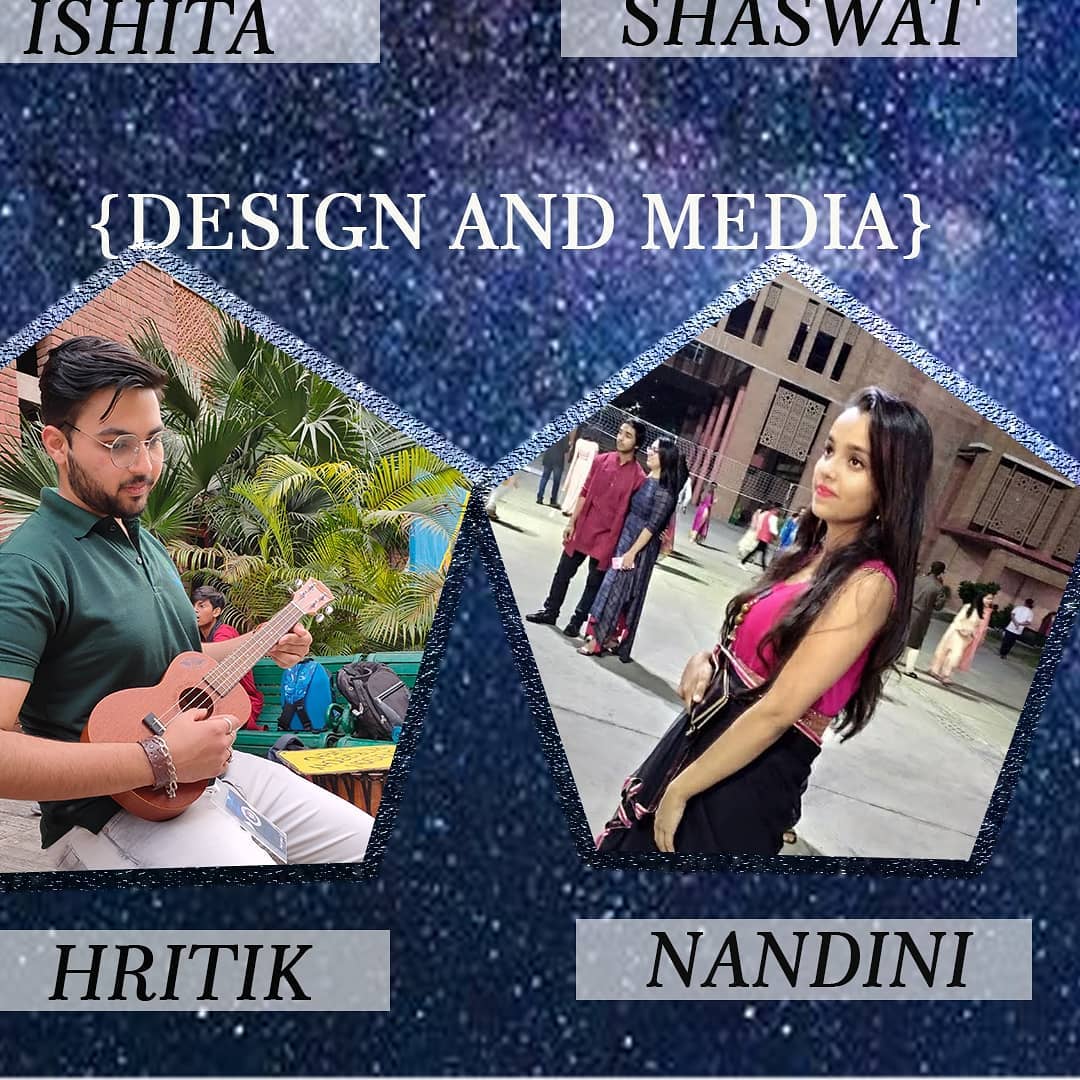 ISHITA
SHASWAT
{DESIGN AND MEDIA}
HRITIK
NANDINI